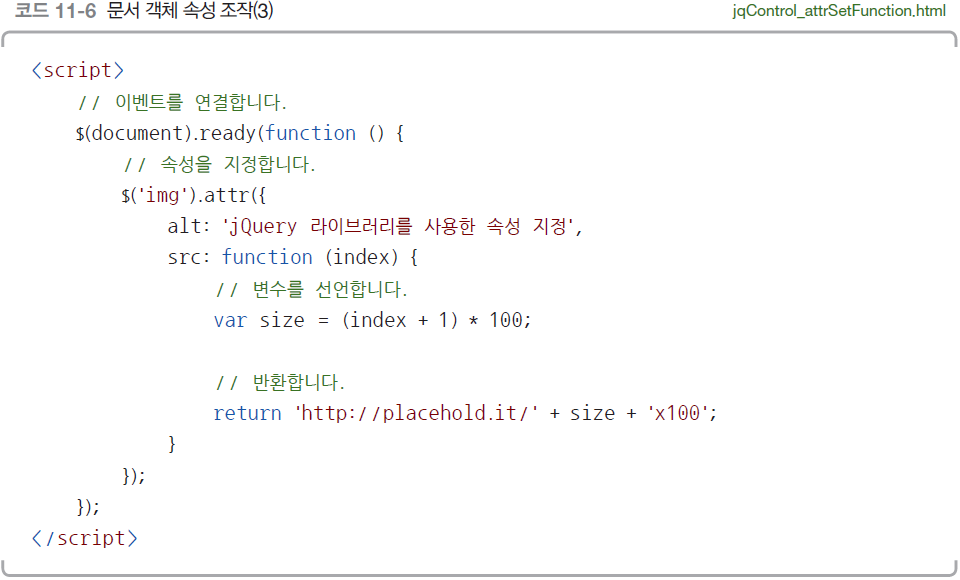 코드 11-6 문서 객체 속성 조작(3) jqControl_attrSetFunction.html
<script>
// 이벤트를 연결합니다.
$(document).ready(function () {
// 속성을 지정합니다.
$('img').attr({
alt: 'jQuery 라이브러리를 사용한 속성 지정',
src: function (index) {
// 변수를 선언합니다.
var size = (index + 1) * 100;
// 반환합니다.
return 'http://placehold.it/' + size + 'x100';
}
});
});
</script>